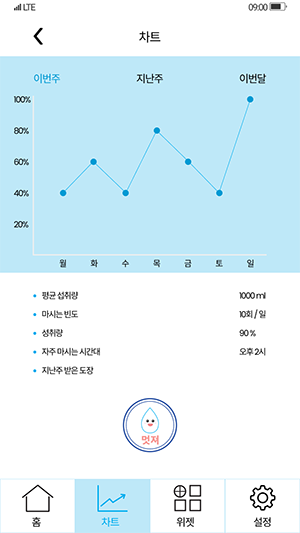 LTE 09:00
차트
이번주 지난주 이번달
100%
80%
60%
40%
20%
월 화 수 목 금 토 일
평균 섭취량 1000 ml
마시는 빈도 10회 / 일
성취량 90 %
자주 마시는 시간대 오후 2시
지난주 받은 도장
멋져
홈 차트 위젯 설정